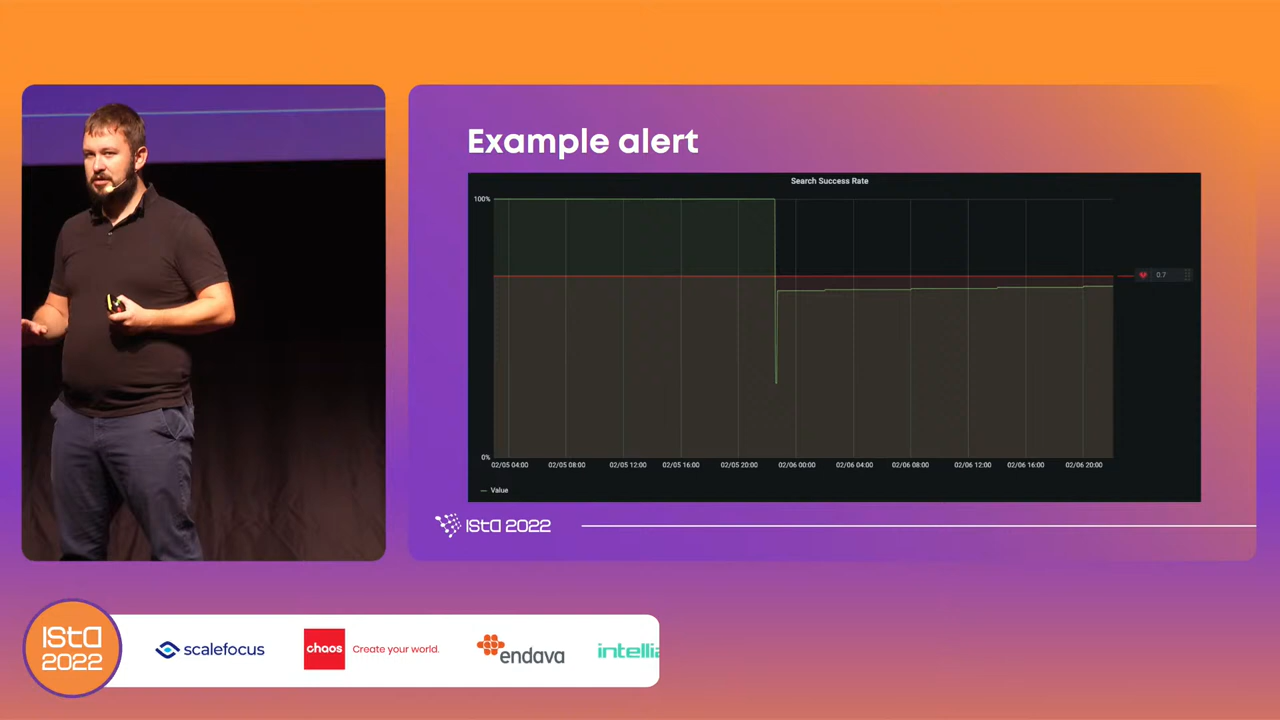 Example alert
Search Success Rate
100%
0.7
0%
02/05 04:00 02/05 08:00 02/05 12:00 02/05 16:00 02/05 20:00 02/06 00:00 02/06 04:00 02/06 08:00 02/06 12:00 02/06 16:00 02/06 20:00
Value
ISTA 2022
ISTA
2022
scalefocus
chaos
Create your world.
endava
intellia